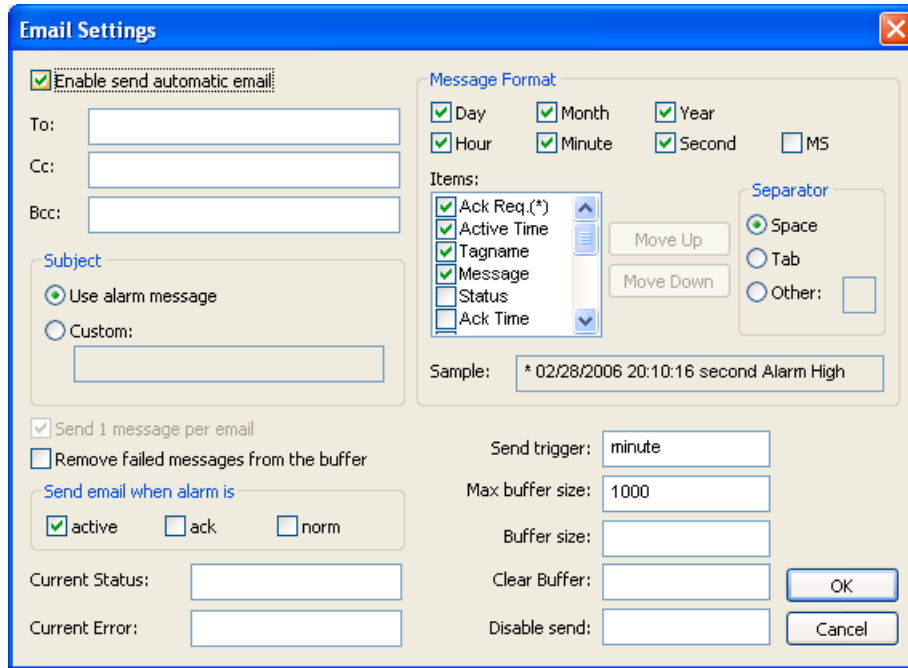 Email Settings
Enable send automatic email
To:
Cc:
Bcc:
Subject
Use alarm message
Custom:
Send 1 message per email
Remove failed messages from the buffer
Send email when alarm is
active ack norm
Current Status:
Current Error:
Message Format
Day Month Year
Hour Minute Second MS
Items:
Ack Req.(*)
Active Time
Tagname
Message
Status
Ack Time
Move Up
Move Down
Separator
Space
Tab
Other:
Sample: * 02/28/2006 20:10:16 second Alarm High
Send trigger: minute
Max buffer size: 1000
Buffer size:
Clear Buffer:
Disable send:
OK
Cancel